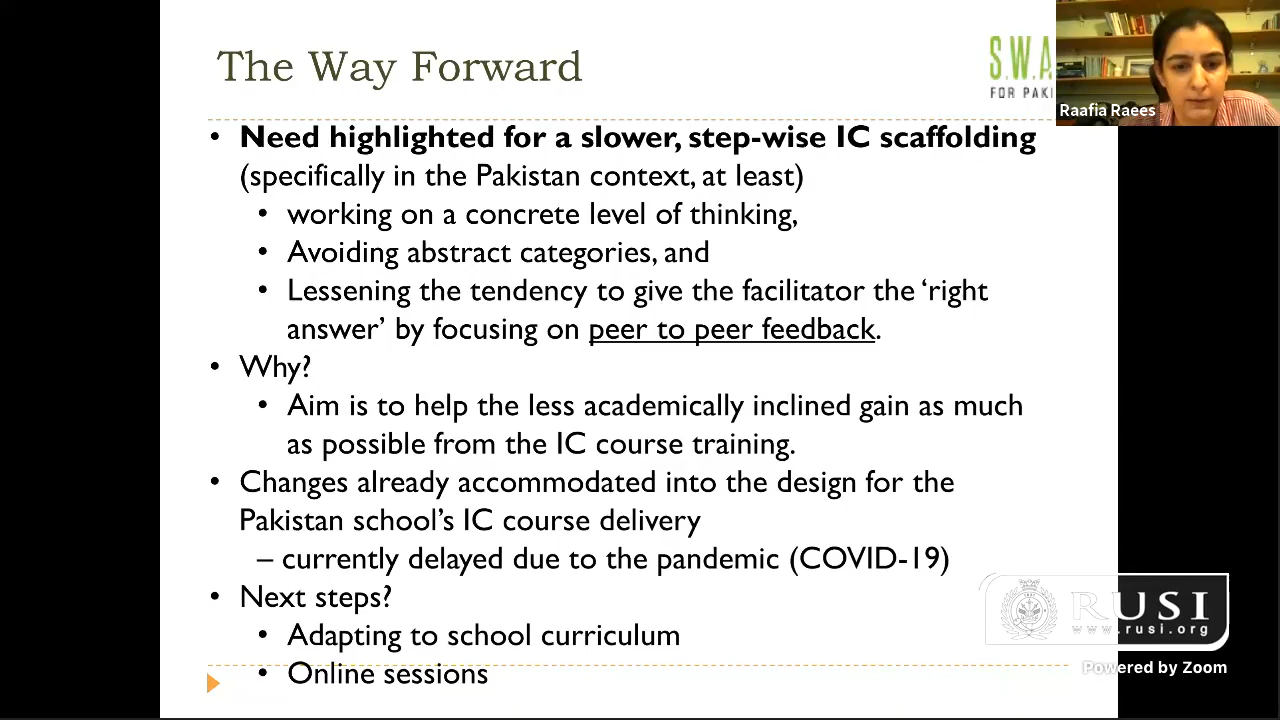 The Way Forward
S.W.A
FOR PAKI
Raafia Raees
• Need highlighted for a slower, step-wise IC scaffolding
(specifically in the Pakistan context, at least)
• working on a concrete level of thinking,
• Avoiding abstract categories, and
• Lessening the tendency to give the facilitator the ‘right
answer’ by focusing on peer to peer feedback.
• Why?
• Aim is to help the less academically inclined gain as much
as possible from the IC course training.
• Changes already accommodated into the design for the
Pakistan school’s IC course delivery
– currently delayed due to the pandemic (COVID-19)
• Next steps?
• Adapting to school curriculum
• Online sessions
RUSI
www.rusi.org
Powered by Zoom